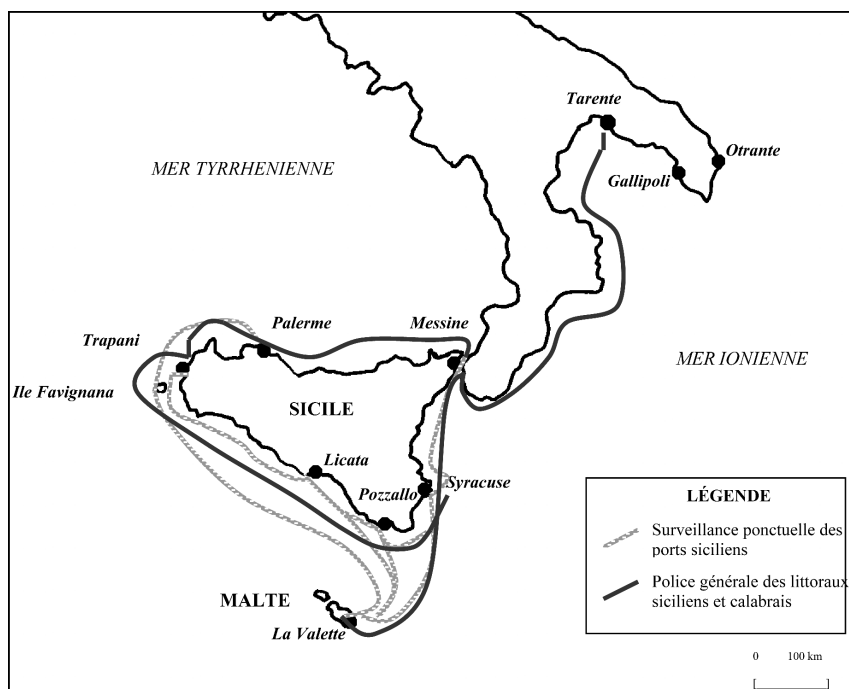 Tarente
Otrante
MER TYRRHENIENNE
Gallipoli
Palerme
Messine
Trapani
MER IONIENNE
Ile Favignana
SICILE
Licata
Pozzallo
Syracuse
LÉGENDE
Surveillance ponctuelle des
ports siciliens
Police générale des littoraux
siciliens et calabrais
MALTE
La Valette
0 100 km